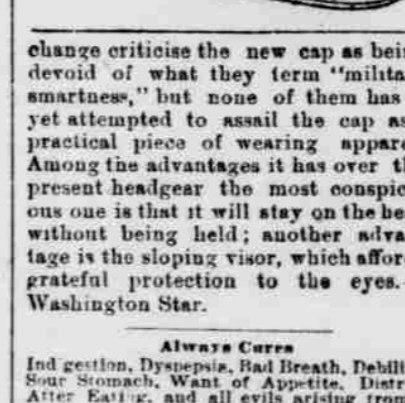 change criticise the new cap as bein
devoid of what they term "milita
smartness," but none of them has
yet attempted to assail the cap as
practical piece of wearing appare
Among the advantages it has over th
present headgear the most conspic
ous one is that it will stay on the hea
without being held; another advan
tage is the sloping visor, which affor
grateful protection to the eyes.—
Washington Star.
Always Cures
Indigestion, Dyspepsia, Bad Breath, Debili
Sour Stomach, Want of Appetite, Distr
After Eating, and all evils arising from